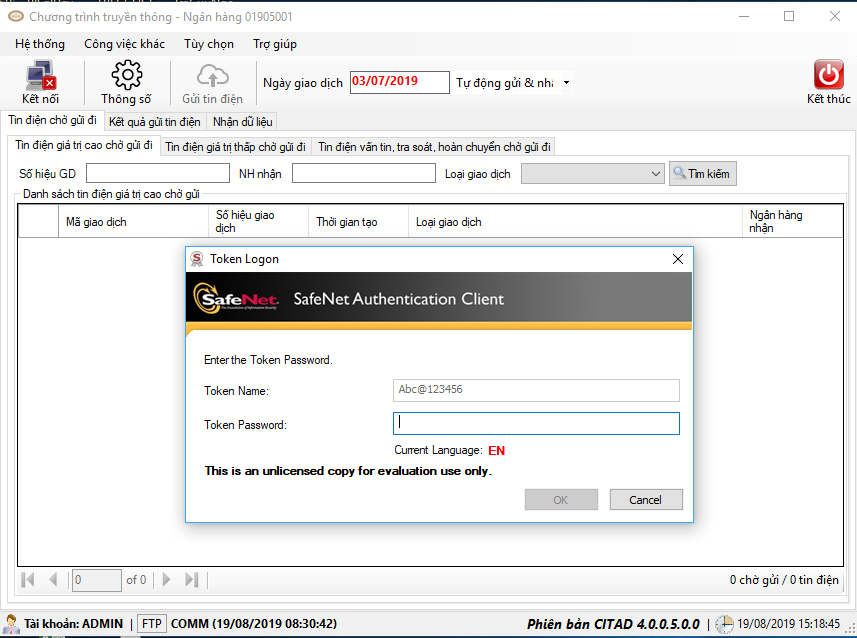 Chương trình truyền thông - Ngân hàng 01905001
Hệ thống Công việc khác Tùy chọn Trợ giúp
Kết nối Thông số Gửi tin điện Ngày giao dịch 03/07/2019 Tự động gửi & nhậ Kết thúc
Tin điện chờ gửi đi Kết quả gửi tin điện Nhận dữ liệu
Tin điện giá trị cao chờ gửi đi Tin điện giá trị thấp chờ gửi đi Tin điện vấn tin, tra soát, hoàn chuyển chờ gửi đi
Số hiệu GD NH nhận Loại giao dịch Tìm kiếm
Danh sách tin điện giá trị cao chờ gửi
Mã giao dịch Số hiệu giao dịch Thời gian tạo Loại giao dịch Ngân hàng nhận
Token Logon
SafeNet. SafeNet Authentication Client
Enter the Token Password.
Token Name: Abc@123456
Token Password:
Current Language: EN
This is an unlicensed copy for evaluation use only.
OK Cancel
0 of 0 0 chờ gửi / 0 tin điện
Tài khoản: ADMIN | FTP COMM (19/08/2019 08:30:42) Phiên bản CITAD 4.0.0.5.0.0 | 19/08/2019 15:18:45